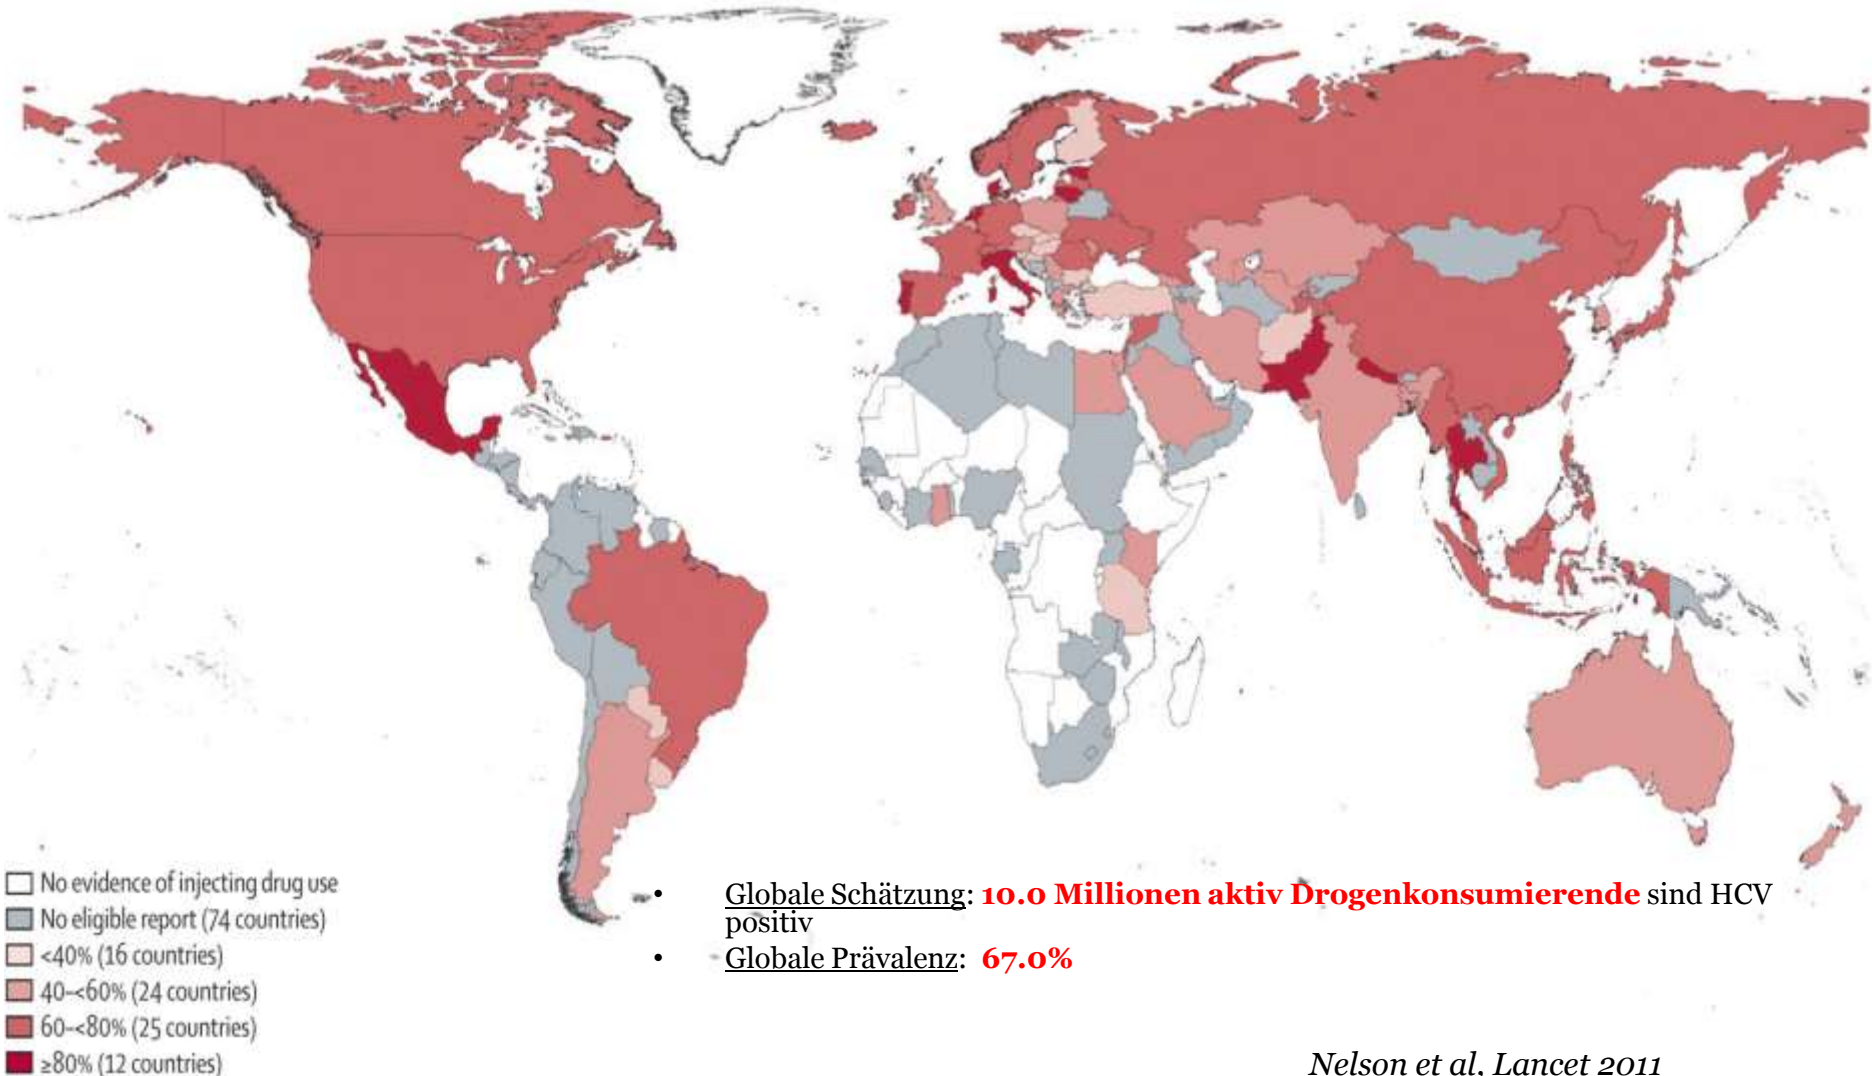 No evidence of injecting drug use
No eligible report (74 countries)
<40% (16 countries)
40–<60% (24 countries)
60–<80% (25 countries)
≥80% (12 countries)
• Globale Schätzung: 10.0 Millionen aktiv Drogenkonsumierende sind HCV
positiv
• Globale Prävalenz: 67.0%
Nelson et al, Lancet 2011